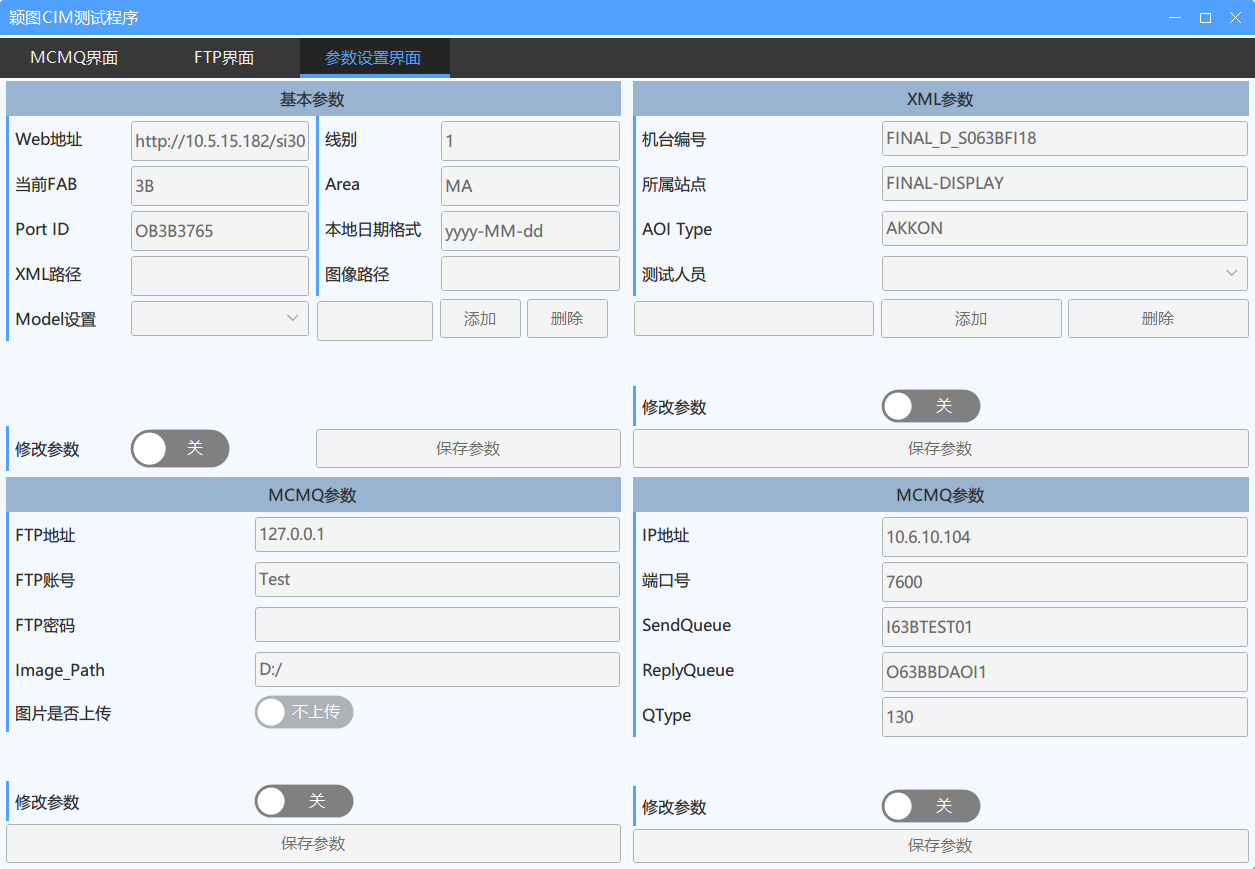 颖图CIM测试程序
MCMQ界面
FTP界面
参数设置界面
基本参数
Web地址
http://10.5.15.182/si30
线别
1
当前FAB
3B
Area
MA
Port ID
OB3B3765
本地日期格式
yyyy-MM-dd
XML路径
图像路径
Model设置
添加
删除
修改参数
关
保存参数
XML参数
机台编号
FINAL_D_S063BFI18
所属站点
FINAL-DISPLAY
AOI Type
AKKON
测试人员
添加
删除
修改参数
关
保存参数
MCMQ参数
FTP地址
127.0.0.1
FTP账号
Test
FTP密码
Image_Path
D:/
图片是否上传
不上传
修改参数
关
保存参数
MCMQ参数
IP地址
10.6.10.104
端口号
7600
SendQueue
I63BTEST01
ReplyQueue
O63BBDAOI1
QType
130
修改参数
关
保存参数